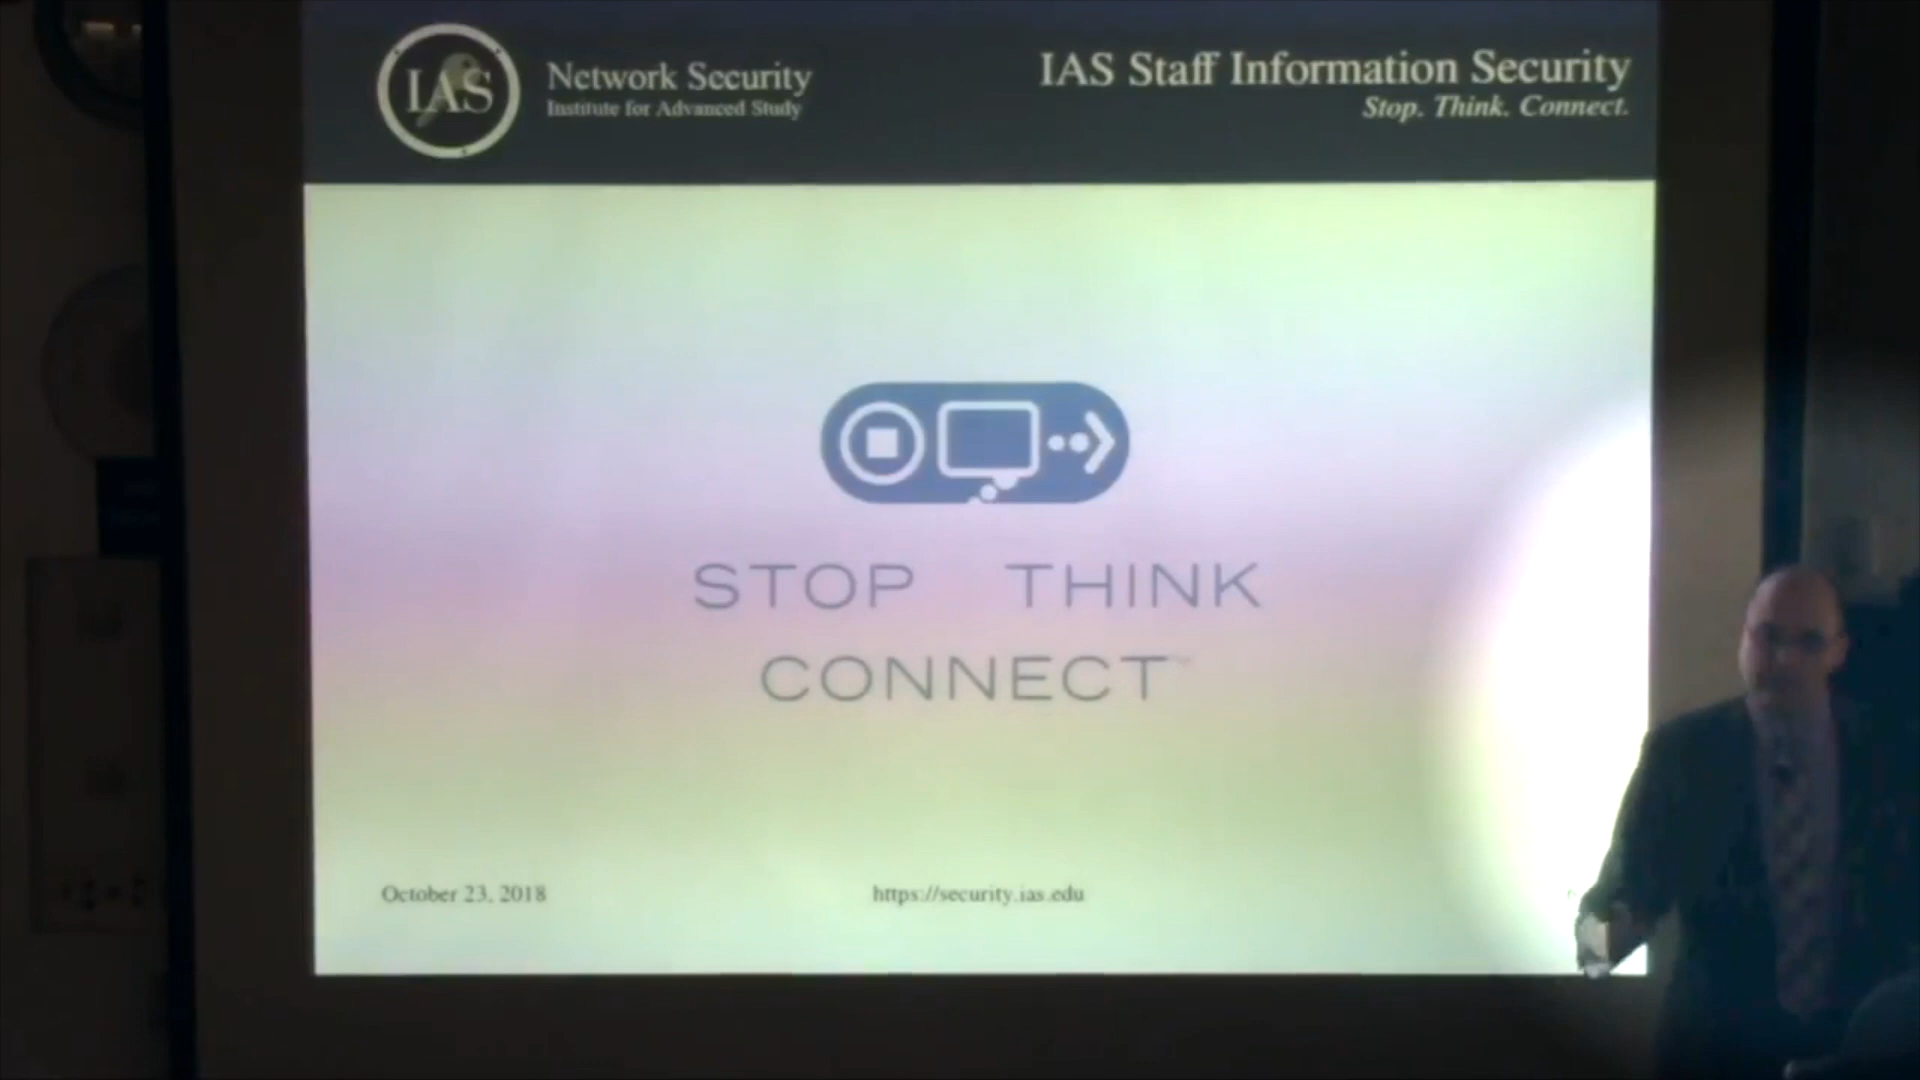 IAS
Network Security
Institute for Advanced Study
IAS Staff Information Security
Stop. Think. Connect.
STOP THINK
CONNECT
October 23, 2018
https://security.ias.edu